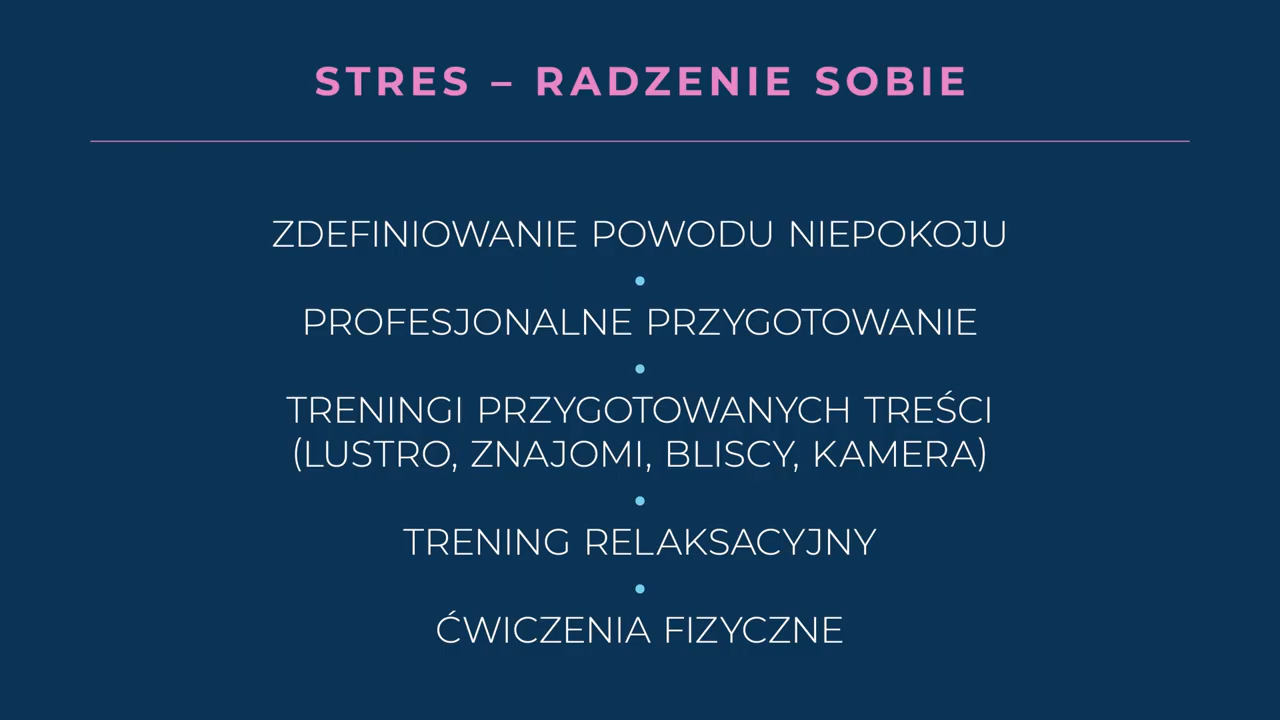 STRES – RADZENIE SOBIE
ZDEFINIOWANIE POWODU NIEPOKOJU
•
PROFESJONALNE PRZYGOTOWANIE
•
TRENINGI PRZYGOTOWANYCH TREŚCI
(LUSTRO, ZNAJOMI, BLISCY, KAMERA)
•
TRENING RELAKSACYJNY
•
ĆWICZENIA FIZYCZNE